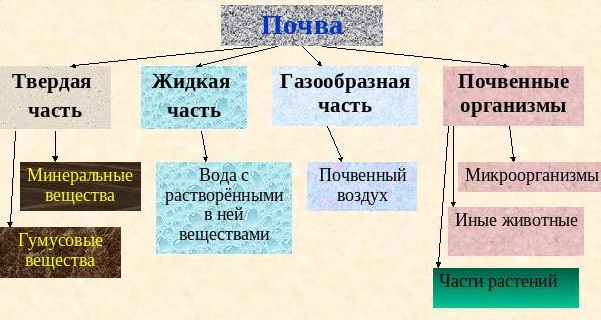 Почва
Твердая
часть
Жидкая
часть
Газообразная
часть
Почвенные
организмы
Минеральные
вещества
Гумусовые
вещества
Вода с
растворёнными
в ней
веществами
Почвенный
воздух
Микроорганизмы
Иные животные
Части растений